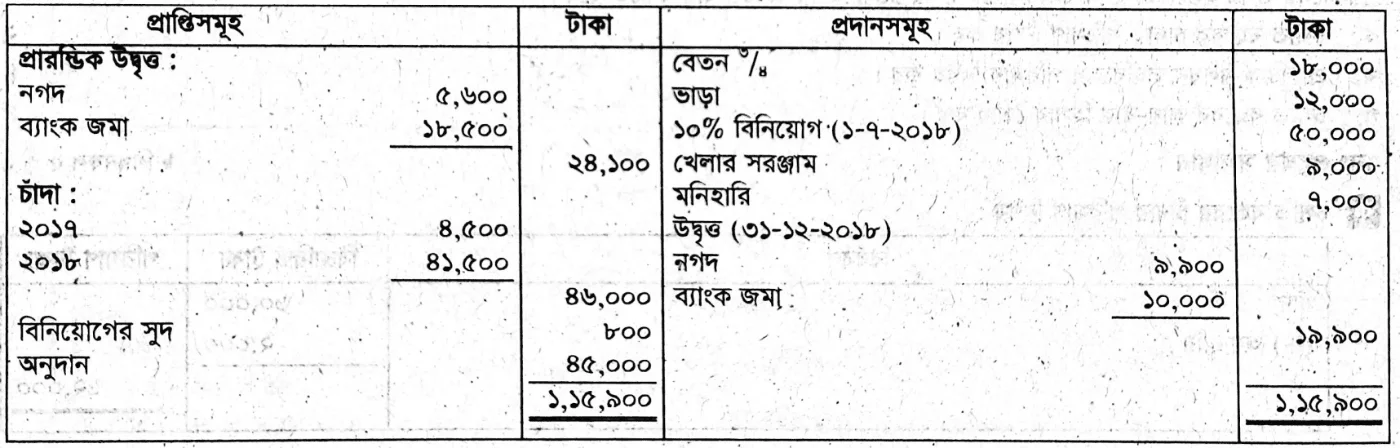 প্রাপ্তিসমূহ টাকা প্রদানসমূহ টাকা
প্রারম্ভিক উদ্বৃত্ত : বেতন ৩/৪ ১৮,০০০
নগদ ৫,৬০০ ভাড়া ১২,০০০
ব্যাংক জমা ১৮,৫০০ ১০% বিনিয়োগ (১-৭-২০১৮) ৫০,০০০
২৪,১০০ খেলার সরঞ্জাম ৯,০০০
চাঁদা : মনিহারি ৭,০০০
২০১৭ ৪,৫০০ উদ্বৃত্ত (৩১-১২-২০১৮)
২০১৮ ৪১,৫০০ নগদ ৯,৯০০
৪৬,০০০ ব্যাংক জমা : ১০,০০০
বিনিয়োগের সুদ ৮০০ ১৯,৯০০
অনুদান ৪৫,০০০
১,১৫,৯০০ ১,১৫,৯০০